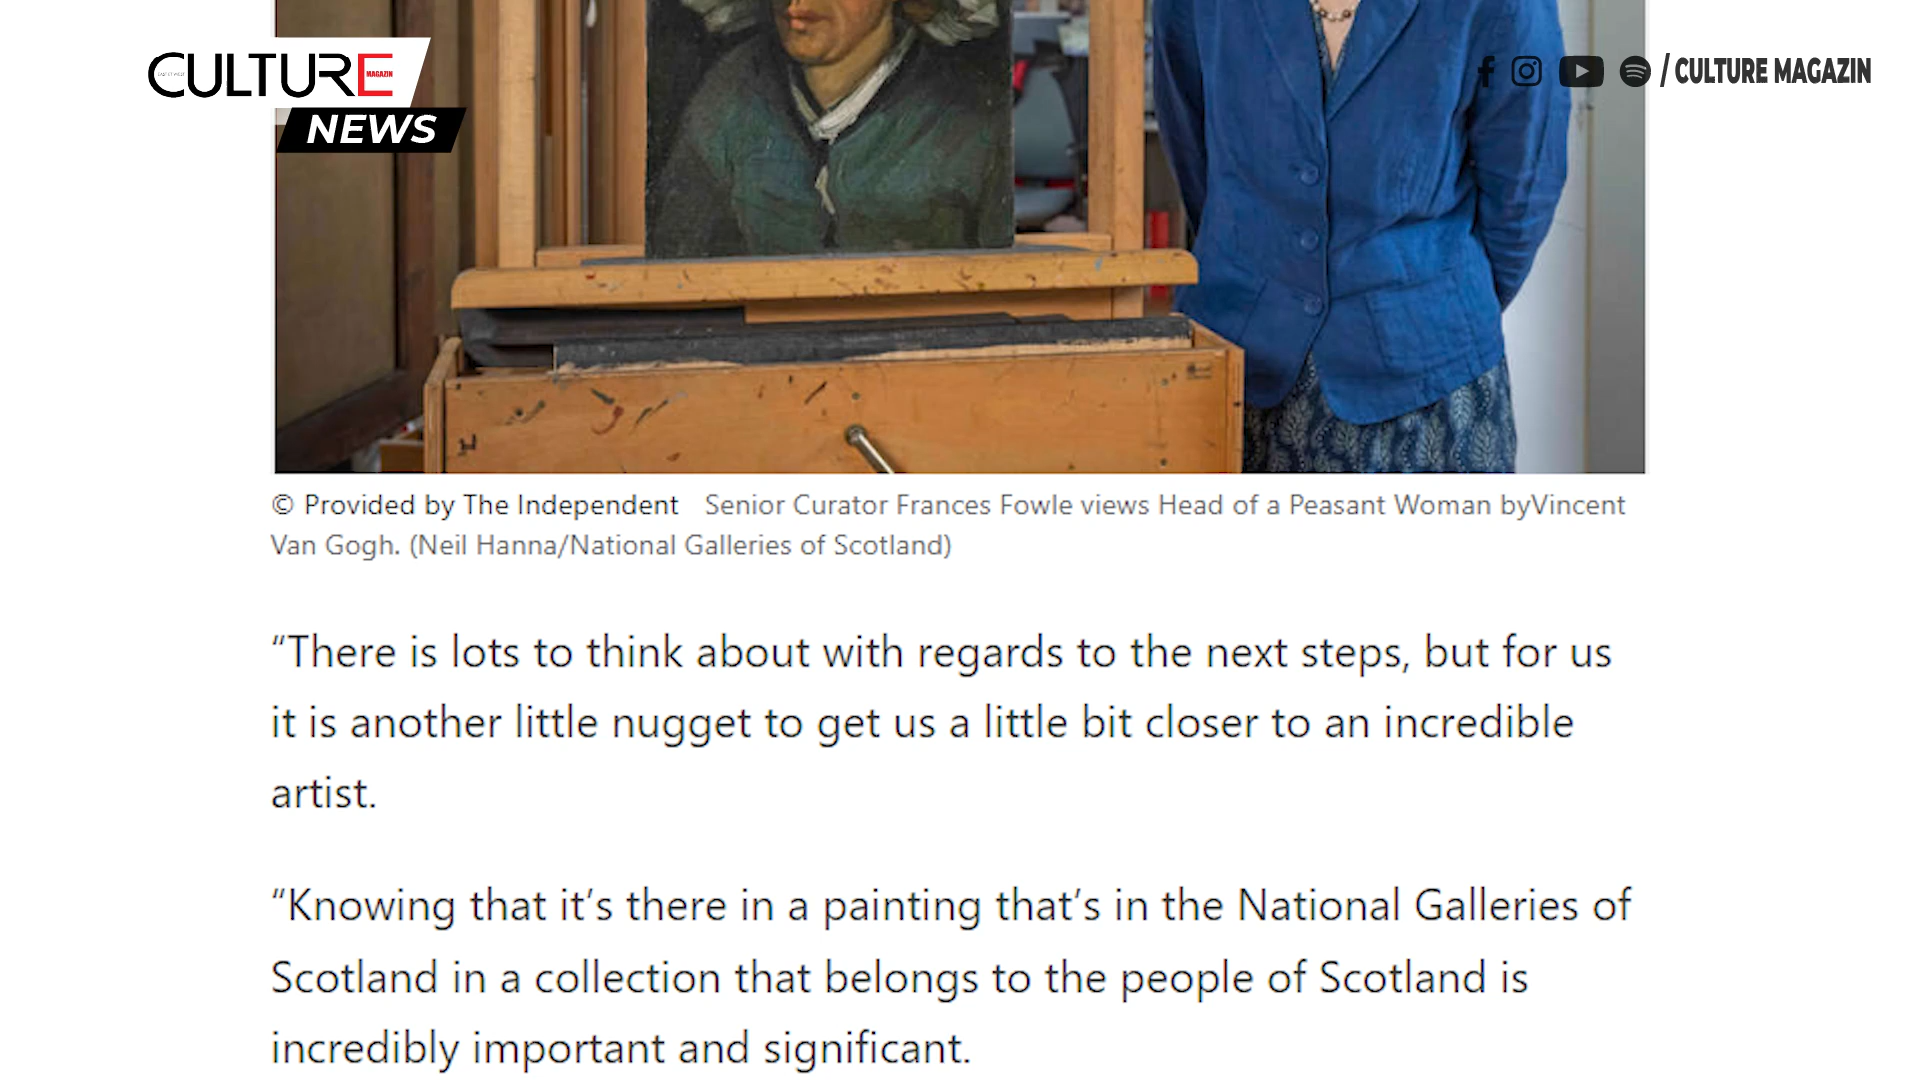 CULTURE
MAGAZIN
NEWS
/ CULTURE MAGAZIN
© Provided by The Independent Senior Curator Frances Fowle views Head of a Peasant Woman byVincent
Van Gogh. (Neil Hanna/National Galleries of Scotland)
“There is lots to think about with regards to the next steps, but for us
it is another little nugget to get us a little bit closer to an incredible
artist.
“Knowing that it’s there in a painting that’s in the National Galleries of
Scotland in a collection that belongs to the people of Scotland is
incredibly important and significant.